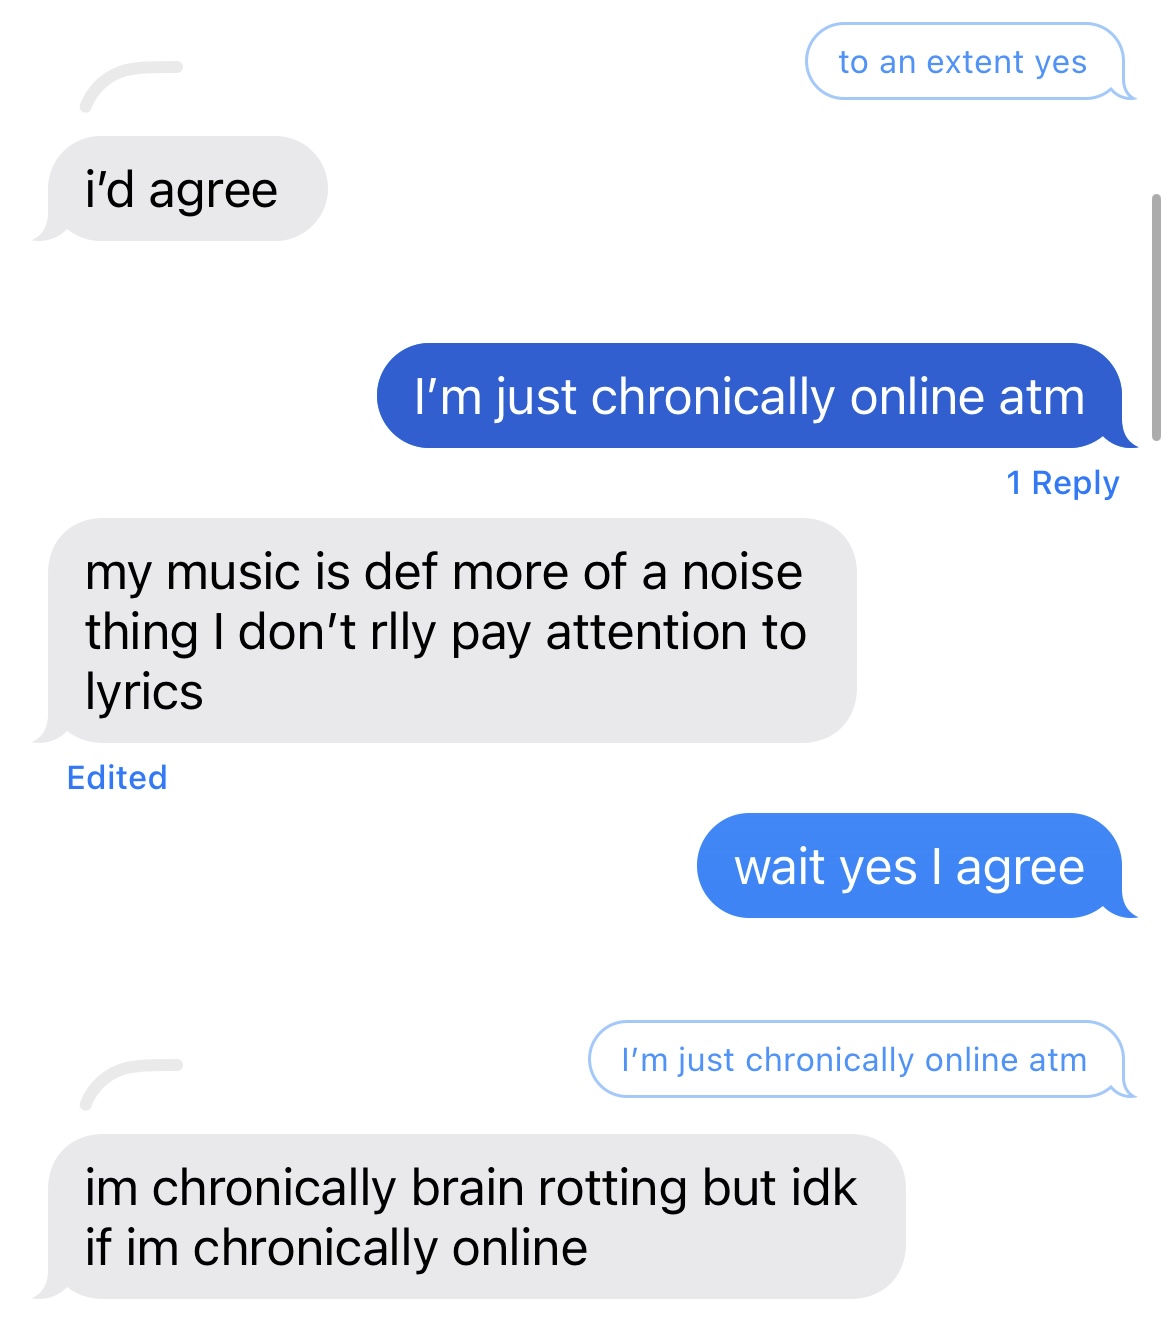 to an extent yes
i’d agree
I’m just chronically online atm
1 Reply
my music is def more of a noise
thing I don’t rlly pay attention to
lyrics
Edited
wait yes I agree
I’m just chronically online atm
im chronically brain rotting but idk
if im chronically online